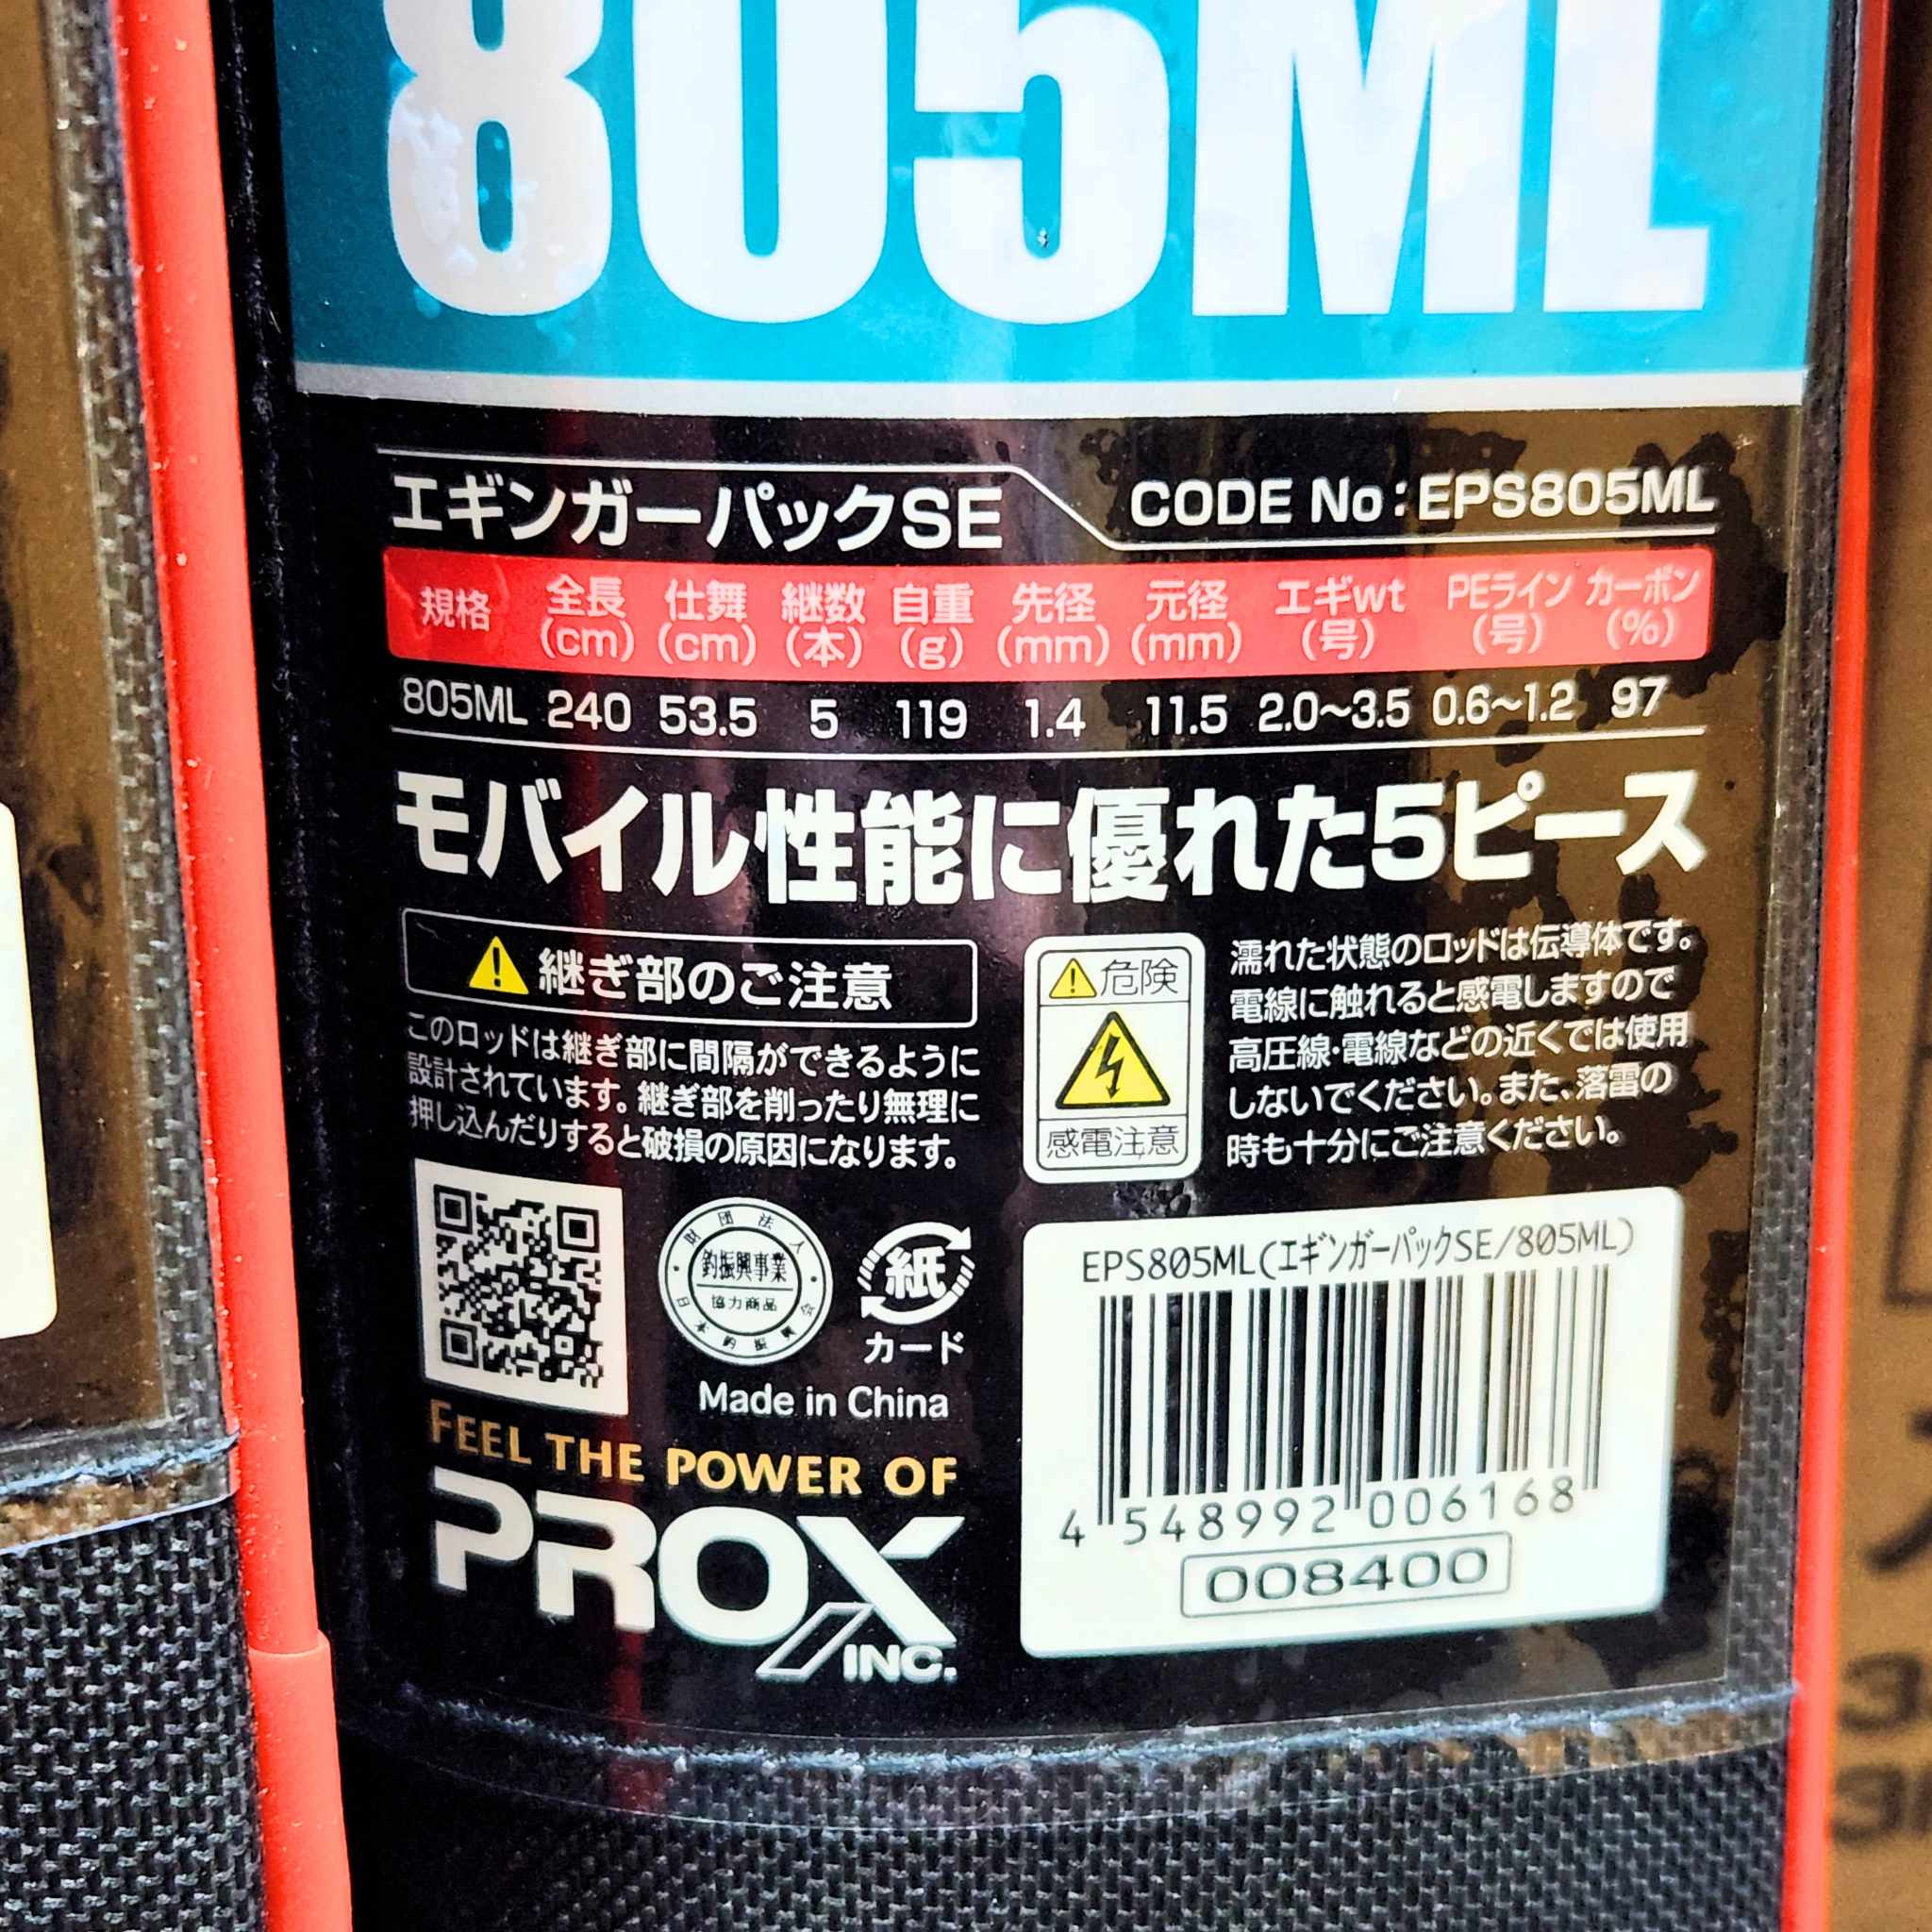 805ML
エギンガーパックSE
CODE No：EPS805ML
規格 全長(cm) 仕舞(cm) 継数(本) 自重(g) 先径(mm) 元径(mm) エギwt(号) PEライン(号) カーボン(%)
805ML 240 53.5 5 119 1.4 11.5 2.0~3.5 0.6~1.2 97
モバイル性能に優れた5ピース
継ぎ部のご注意
このロッドは継ぎ部に間隔ができるように
設計されています。継ぎ部を削ったり無理に
押し込んだりすると破損の原因になります。
危険
感電注意
濡れた状態のロッドは伝導体です。
電線に触れると感電しますので
高圧線・電線などの近くでは使用
しないでください。また、落雷の
時も十分にご注意ください。
財団法人
釣振興事業
協力商品
日本釣振興会
紙
カード
Made in China
FEEL THE POWER OF
PROX
INC.
EPS805ML(エギンガーパックSE/805ML)
4 548992 006168
008400